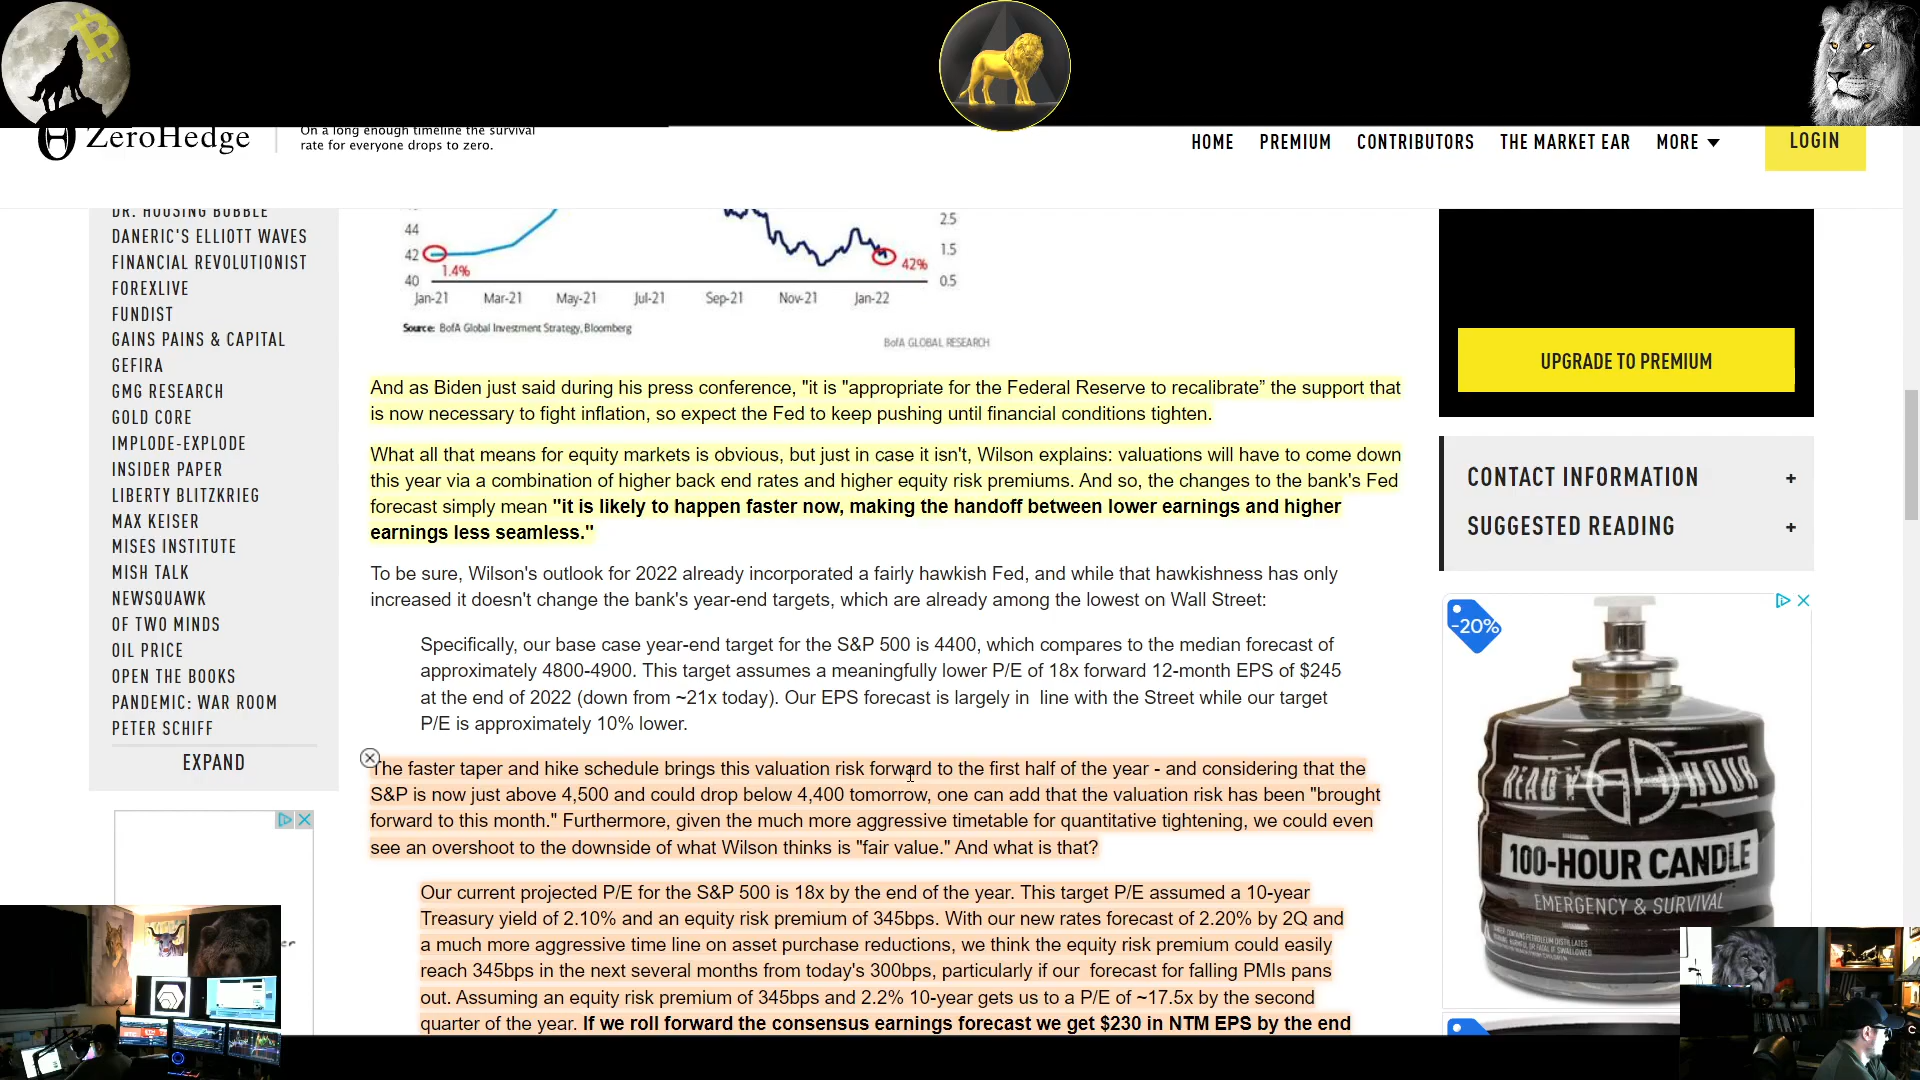 ZeroHedge
On a long enough timeline the survival
rate for everyone drops to zero.
HOME
PREMIUM
CONTRIBUTORS
THE MARKET EAR
MORE
LOGIN
DR. HOUSING BUBBLE
DANERIC'S ELLIOTT WAVES
FINANCIAL REVOLUTIONIST
FOREXLIVE
FUNDIST
GAINS PAINS & CAPITAL
GEFIRA
GMG RESEARCH
GOLD CORE
IMPLODE-EXPLODE
INSIDER PAPER
LIBERTY BLITZKRIEG
MAX KEISER
MISES INSTITUTE
MISH TALK
NEWSQUAWK
OF TWO MINDS
OIL PRICE
OPEN THE BOOKS
PANDEMIC: WAR ROOM
PETER SCHIFF
EXPAND
44
42
40
1.4%
42%
2.5
1.5
0.5
Jan-21
Mar-21
May-21
Jul-21
Sep-21
Nov-21
Jan-22
Source: BofA Global Investment Strategy, Bloomberg
BofA GLOBAL RESEARCH
And as Biden just said during his press conference, "it is "appropriate for the Federal Reserve to recalibrate” the support that
is now necessary to fight inflation, so expect the Fed to keep pushing until financial conditions tighten.
What all that means for equity markets is obvious, but just in case it isn't, Wilson explains: valuations will have to come down
this year via a combination of higher back end rates and higher equity risk premiums. And so, the changes to the bank's Fed
forecast simply mean "it is likely to happen faster now, making the handoff between lower earnings and higher
earnings less seamless."
To be sure, Wilson's outlook for 2022 already incorporated a fairly hawkish Fed, and while that hawkishness has only
increased it doesn't change the bank's year-end targets, which are already among the lowest on Wall Street:
Specifically, our base case year-end target for the S&P 500 is 4400, which compares to the median forecast of
approximately 4800-4900. This target assumes a meaningfully lower P/E of 18x forward 12-month EPS of $245
at the end of 2022 (down from ~21x today). Our EPS forecast is largely in line with the Street while our target
P/E is approximately 10% lower.
The faster taper and hike schedule brings this valuation risk forward to the first half of the year - and considering that the
S&P is now just above 4,500 and could drop below 4,400 tomorrow, one can add that the valuation risk has been "brought
forward to this month." Furthermore, given the much more aggressive timetable for quantitative tightening, we could even
see an overshoot to the downside of what Wilson thinks is "fair value." And what is that?
Our current projected P/E for the S&P 500 is 18x by the end of the year. This target P/E assumed a 10-year
Treasury yield of 2.10% and an equity risk premium of 345bps. With our new rates forecast of 2.20% by 2Q and
a much more aggressive time line on asset purchase reductions, we think the equity risk premium could easily
reach 345bps in the next several months from today's 300bps, particularly if our forecast for falling PMIs pans
out. Assuming an equity risk premium of 345bps and 2.2% 10-year gets us to a P/E of ~17.5x by the second
quarter of the year. If we roll forward the consensus earnings forecast we get $230 in NTM EPS by the end
UPGRADE TO PREMIUM
CONTACT INFORMATION +
SUGGESTED READING +
-20%
READY HOUR
100-HOUR CANDLE
EMERGENCY & SURVIVAL